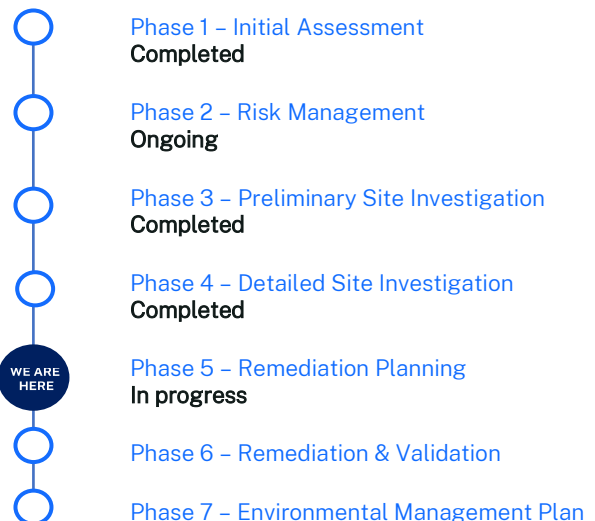 Phase 1 – Initial Assessment
Completed
Phase 2 – Risk Management
Ongoing
Phase 3 – Preliminary Site Investigation
Completed
Phase 4 – Detailed Site Investigation
Completed
WE ARE
HERE
Phase 5 – Remediation Planning
In progress
Phase 6 – Remediation & Validation
Phase 7 – Environmental Management Plan